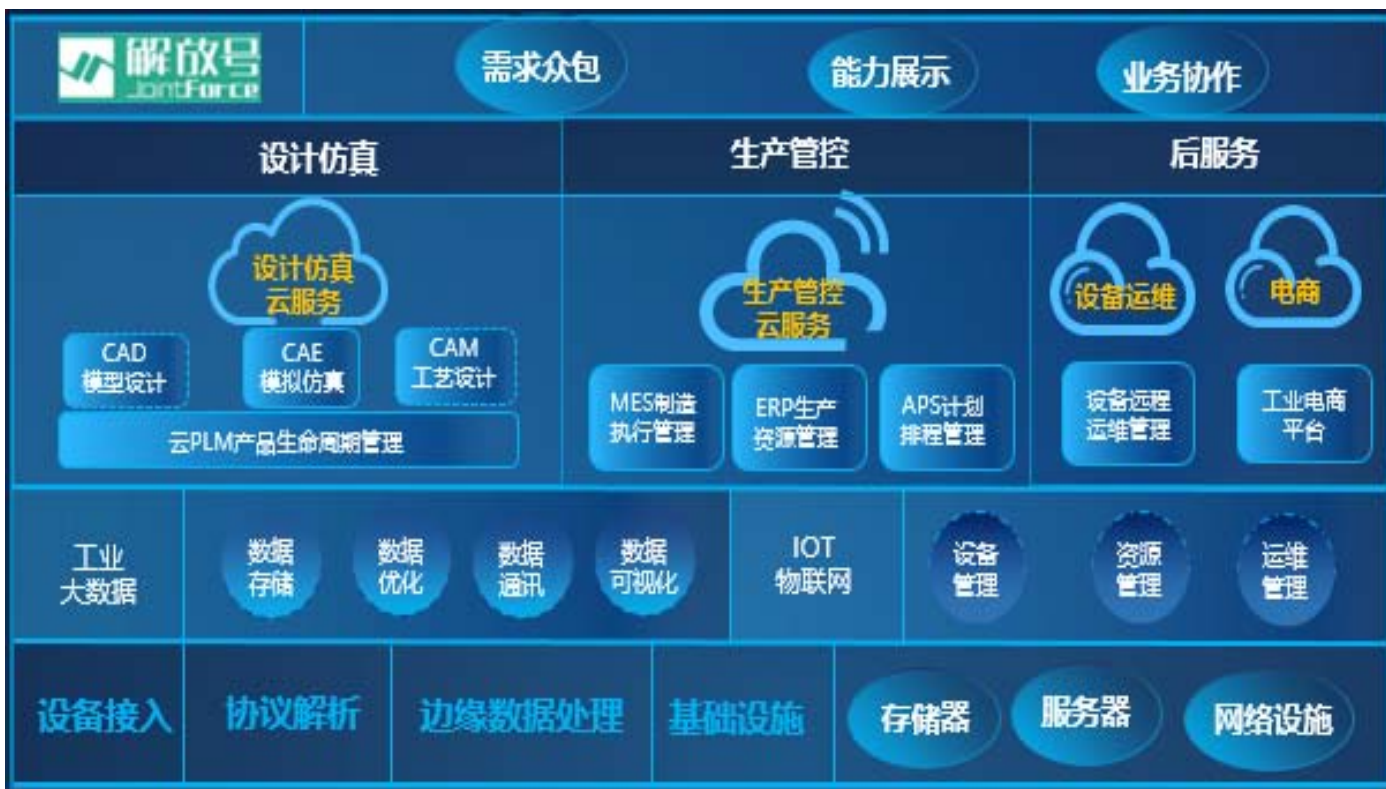 解放号
JointForce
需求众包
能力展示
业务协作
设计仿真
生产管控
后服务
设计仿真
云服务
CAD
模型设计
CAE
模拟仿真
CAM
工艺设计
云PLM产品生命周期管理
生产管控
云服务
MES制造
执行管理
ERP生产
资源管理
APS计划
排程管理
设备运维
设备远程
运维管理
电商
工业电商
平台
工业
大数据
数据
存储
数据
优化
数据
通讯
数据
可视化
IOT
物联网
设备
管理
资源
管理
运维
管理
设备接入
协议解析
边缘数据处理
基础设施
存储器
服务器
网络设施